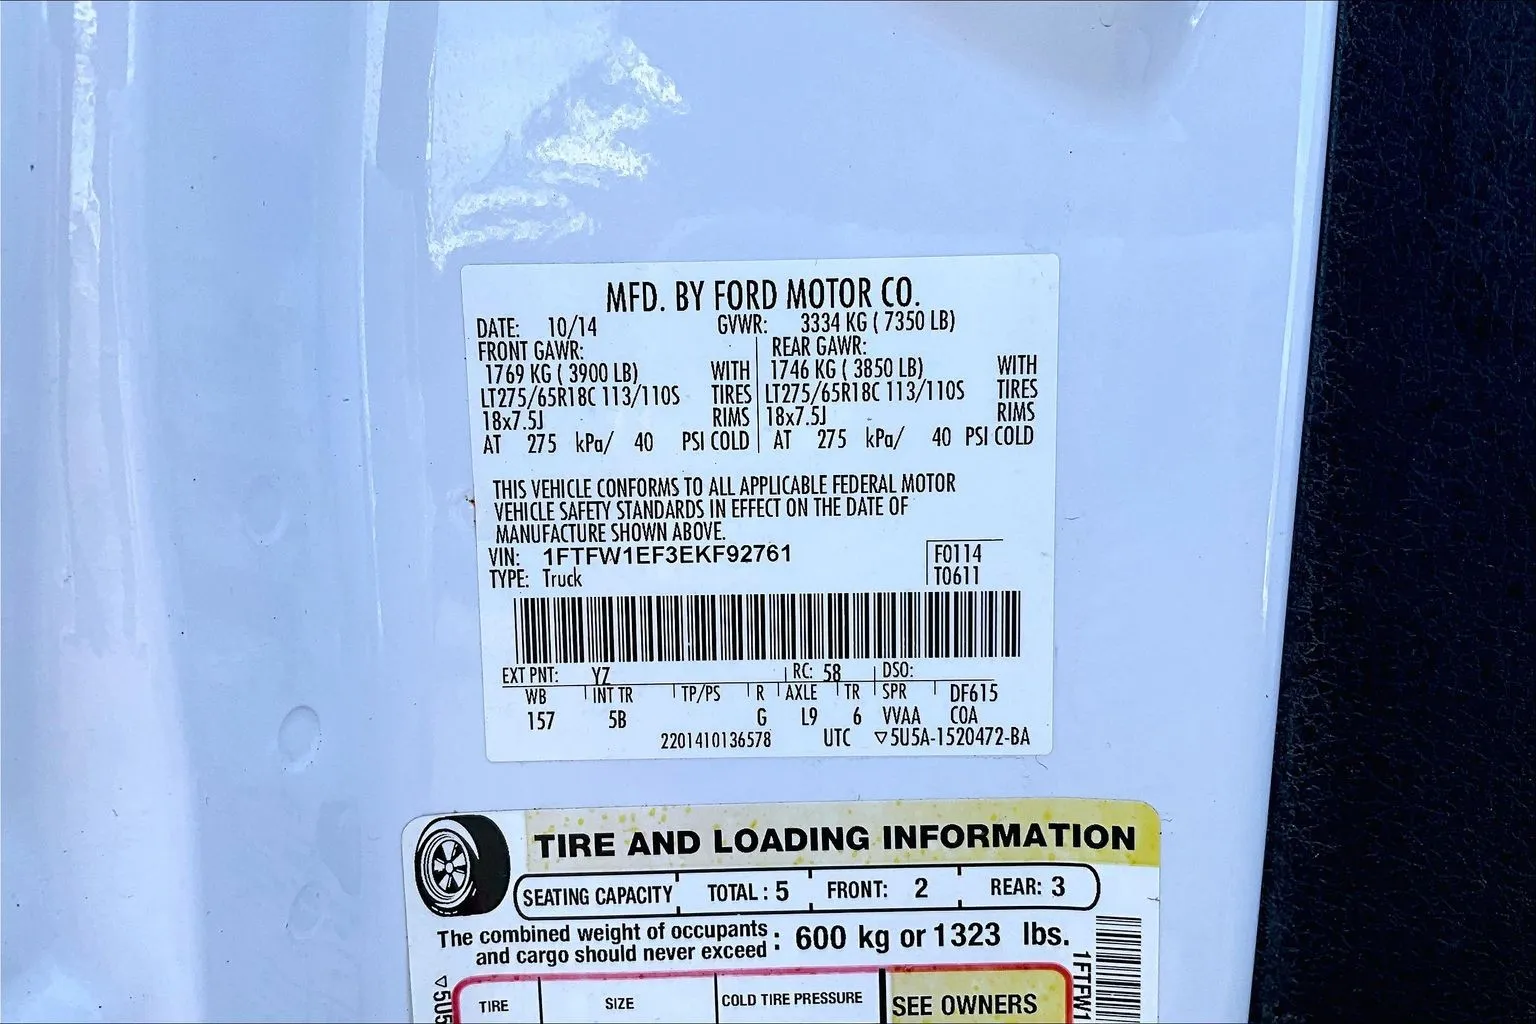 MFD. BY FORD MOTOR CO.
DATE: 10/14 GVWR: 3334 KG ( 7350 LB)
FRONT GAWR: REAR GAWR:
1769 KG ( 3900 LB) WITH 1746 KG ( 3850 LB) WITH
LT275/65R18C 113/110S TIRES LT275/65R18C 113/110S TIRES
18x7.5J RIMS 18x7.5J RIMS
AT 275 kPa/ 40 PSI COLD AT 275 kPa/ 40 PSI COLD
THIS VEHICLE CONFORMS TO ALL APPLICABLE FEDERAL MOTOR
VEHICLE SAFETY STANDARDS IN EFFECT ON THE DATE OF
MANUFACTURE SHOWN ABOVE.
VIN: 1FTFW1EF3EKF92761 F0114
TYPE: Truck T0611
EXT PNT: YZ RC: 58 DSO:
WB INT TR TP/PS R AXLE TR SPR DF615
157 5B G L9 6 VVAA COA
2201410136578 UTC ▽5U5A-1520472-BA
TIRE AND LOADING INFORMATION
SEATING CAPACITY TOTAL : 5 FRONT: 2 REAR: 3
The combined weight of occupants
and cargo should never exceed : 600 kg or 1323 lbs.
TIRE SIZE COLD TIRE PRESSURE SEE OWNERS
▽5U5
1FTFW1